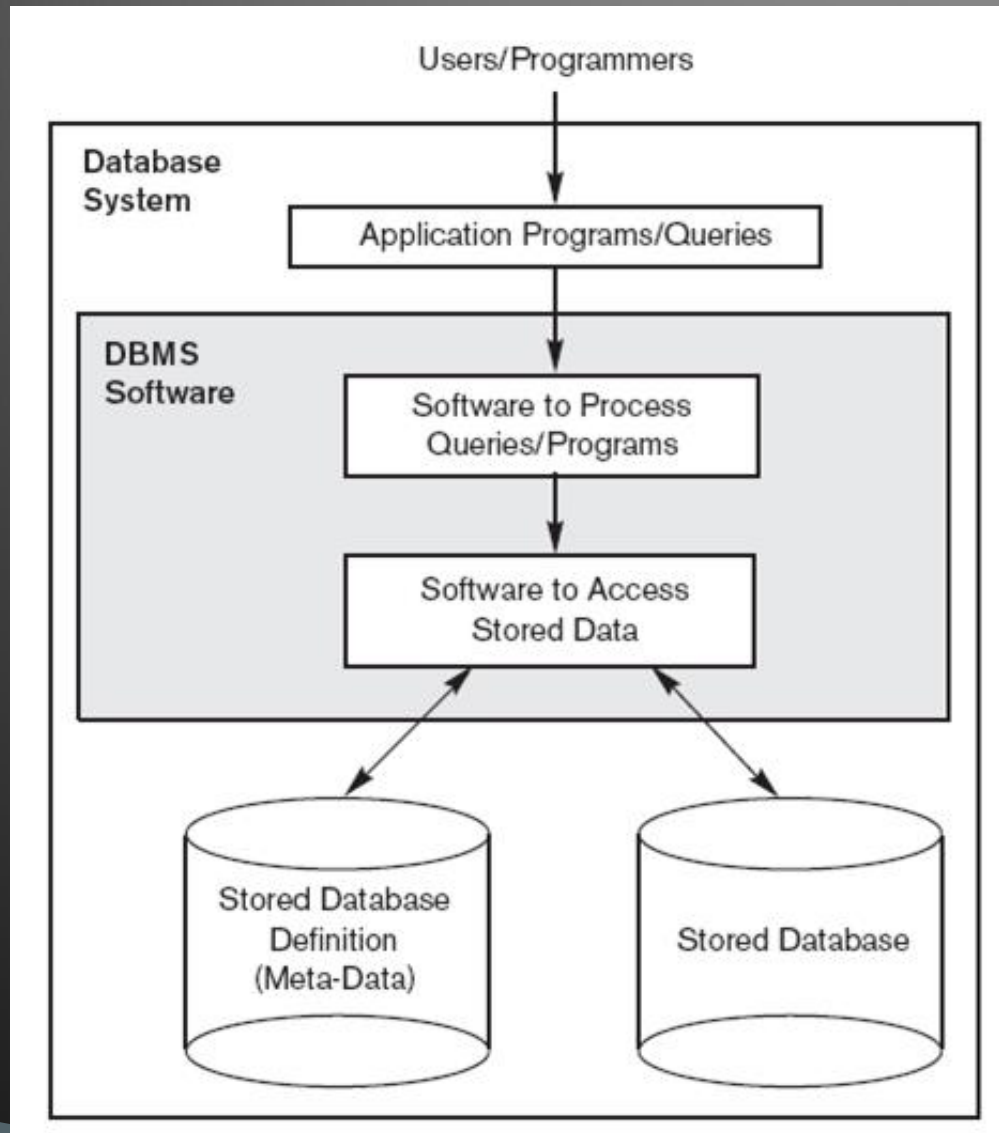 Users/Programmers
Database
System
Application Programs/Queries
DBMS
Software
Software to Process
Queries/Programs
Software to Access
Stored Data
Stored Database
Definition
(Meta-Data)
Stored Database